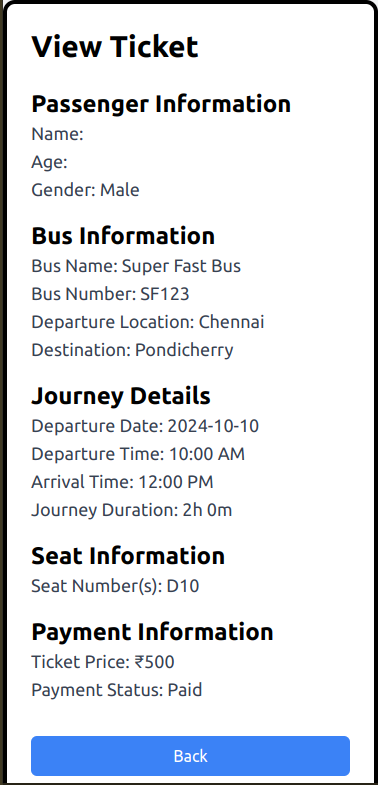 View Ticket
Passenger Information
Name:
Age:
Gender: Male
Bus Information
Bus Name: Super Fast Bus
Bus Number: SF123
Departure Location: Chennai
Destination: Pondicherry
Journey Details
Departure Date: 2024-10-10
Departure Time: 10:00 AM
Arrival Time: 12:00 PM
Journey Duration: 2h 0m
Seat Information
Seat Number(s): D10
Payment Information
Ticket Price: ₹500
Payment Status: Paid
Back